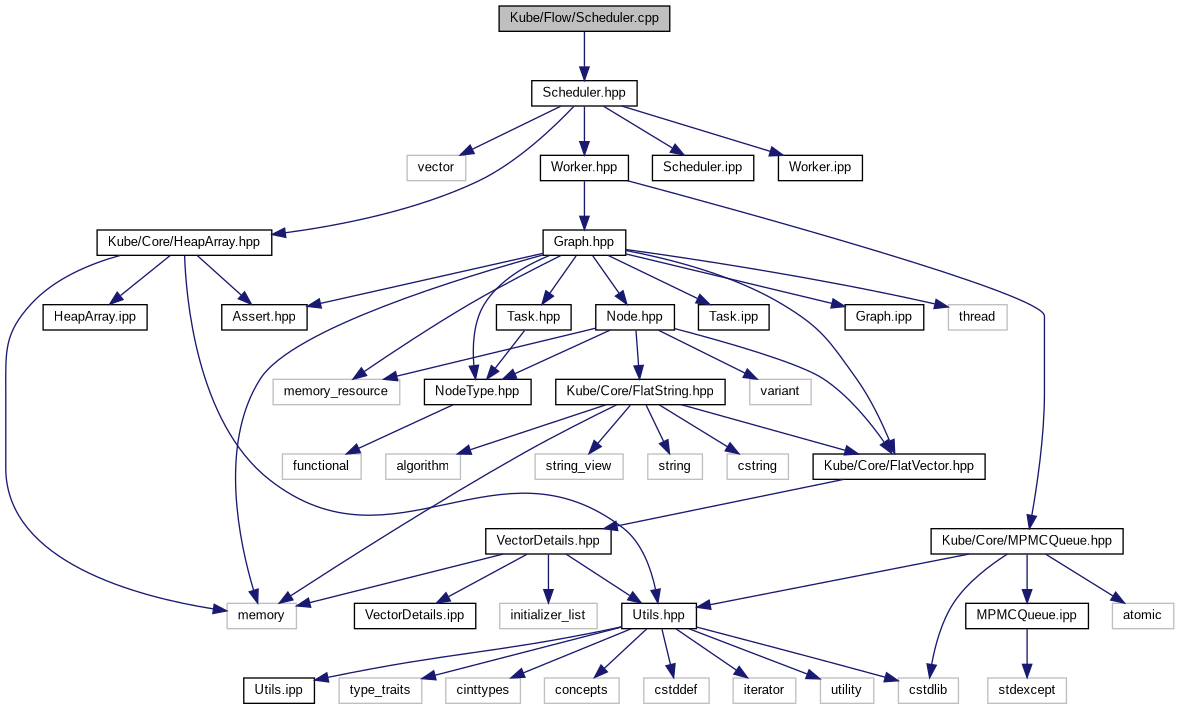 Kube/Flow/Scheduler.cpp
Scheduler.hpp
vector
Worker.hpp
Scheduler.ipp
Worker.ipp
Kube/Core/HeapArray.hpp
Graph.hpp
HeapArray.ipp
Assert.hpp
Task.hpp
Node.hpp
Task.ipp
Graph.ipp
thread
memory_resource
NodeType.hpp
Kube/Core/FlatString.hpp
variant
functional
algorithm
string_view
string
cstring
Kube/Core/FlatVector.hpp
VectorDetails.hpp
Kube/Core/MPMCQueue.hpp
memory
VectorDetails.ipp
initializer_list
Utils.hpp
MPMCQueue.ipp
atomic
Utils.ipp
type_traits
cinttypes
concepts
cstddef
iterator
utility
cstdlib
stdexcept